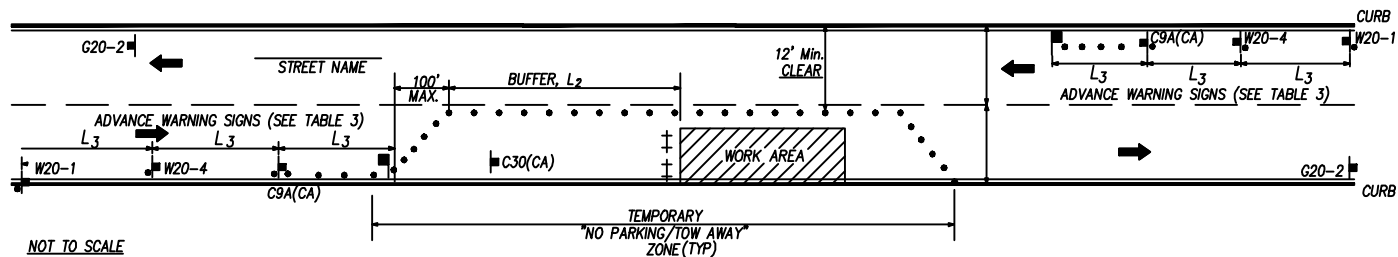 CURB
G20-2
C9A(CA)
W20-4
W20-1
STREET NAME
12' Min.
CLEAR
100'
MAX.
BUFFER, L2
L3
L3
L3
ADVANCE WARNING SIGNS (SEE TABLE 3)
ADVANCE WARNING SIGNS (SEE TABLE 3)
L3
L3
L3
W20-1
W20-4
C9A(CA)
C30(CA)
WORK AREA
G20-2
CURB
TEMPORARY
"NO PARKING/TOW AWAY"
ZONE(TYP)
NOT TO SCALE